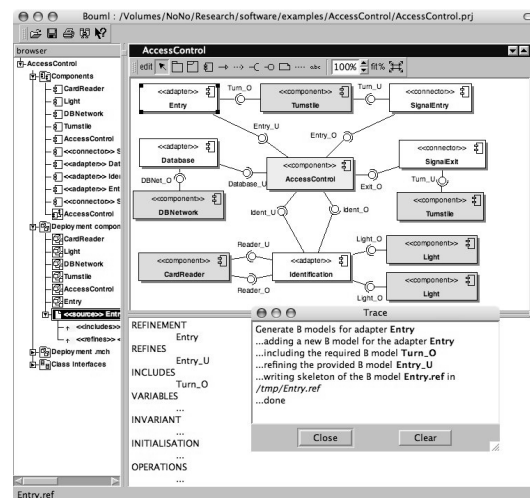 Bouml : /Volumes/NoNo/Research/software/examples/AccessControl/AccessControl.prj
browser
AccessControl
Components
CardReader
Light
DBNetwork
Turnstile
AccessControl
<<connector>> S
<<adapter>> Dat
<<adapter>> Iden
<<adapter>> Ent
<<connector>> S
AccessControl
Deployment compon
CardReader
Light
DBNetwork
Turnstile
AccessControl
Entry
<<source>> Entr
<<includes>>
<<refines>> <
Deployment .mch
Class Interfaces
AccessControl
edit
abc
100%
fit%
<<adapter>>
Entry
Turn_O
<<component>>
Turnstile
Turn_U
<<connector>>
SignalEntry
Entry_U
Entry_O
<<adapter>>
Database
DBNet_O
Database_U
<<component>>
AccessControl
Exit_O
<<connector>>
SignalExit
Turn_U
<<component>>
DBNetwork
Ident_U
Ident_O
<<component>>
Turnstile
<<component>>
CardReader
Reader_U
Reader_O
<<adapter>>
Identification
Light_O
<<component>>
Light
Light_O
<<component>>
Light
REFINEMENT
Entry
REFINES
Entry_U
INCLUDES
Turn_O
VARIABLES
...
INVARIANT
...
INITIALISATION
...
OPERATIONS
...
Trace
Generate B models for adapter Entry
...adding a new B model for the adapter Entry
...including the required B model Turn_O
...refining the provided B model Entry_U
...writing skeleton of the B model Entry.ref in
/tmp/Entry.ref
...done
Close
Clear
Entry.ref